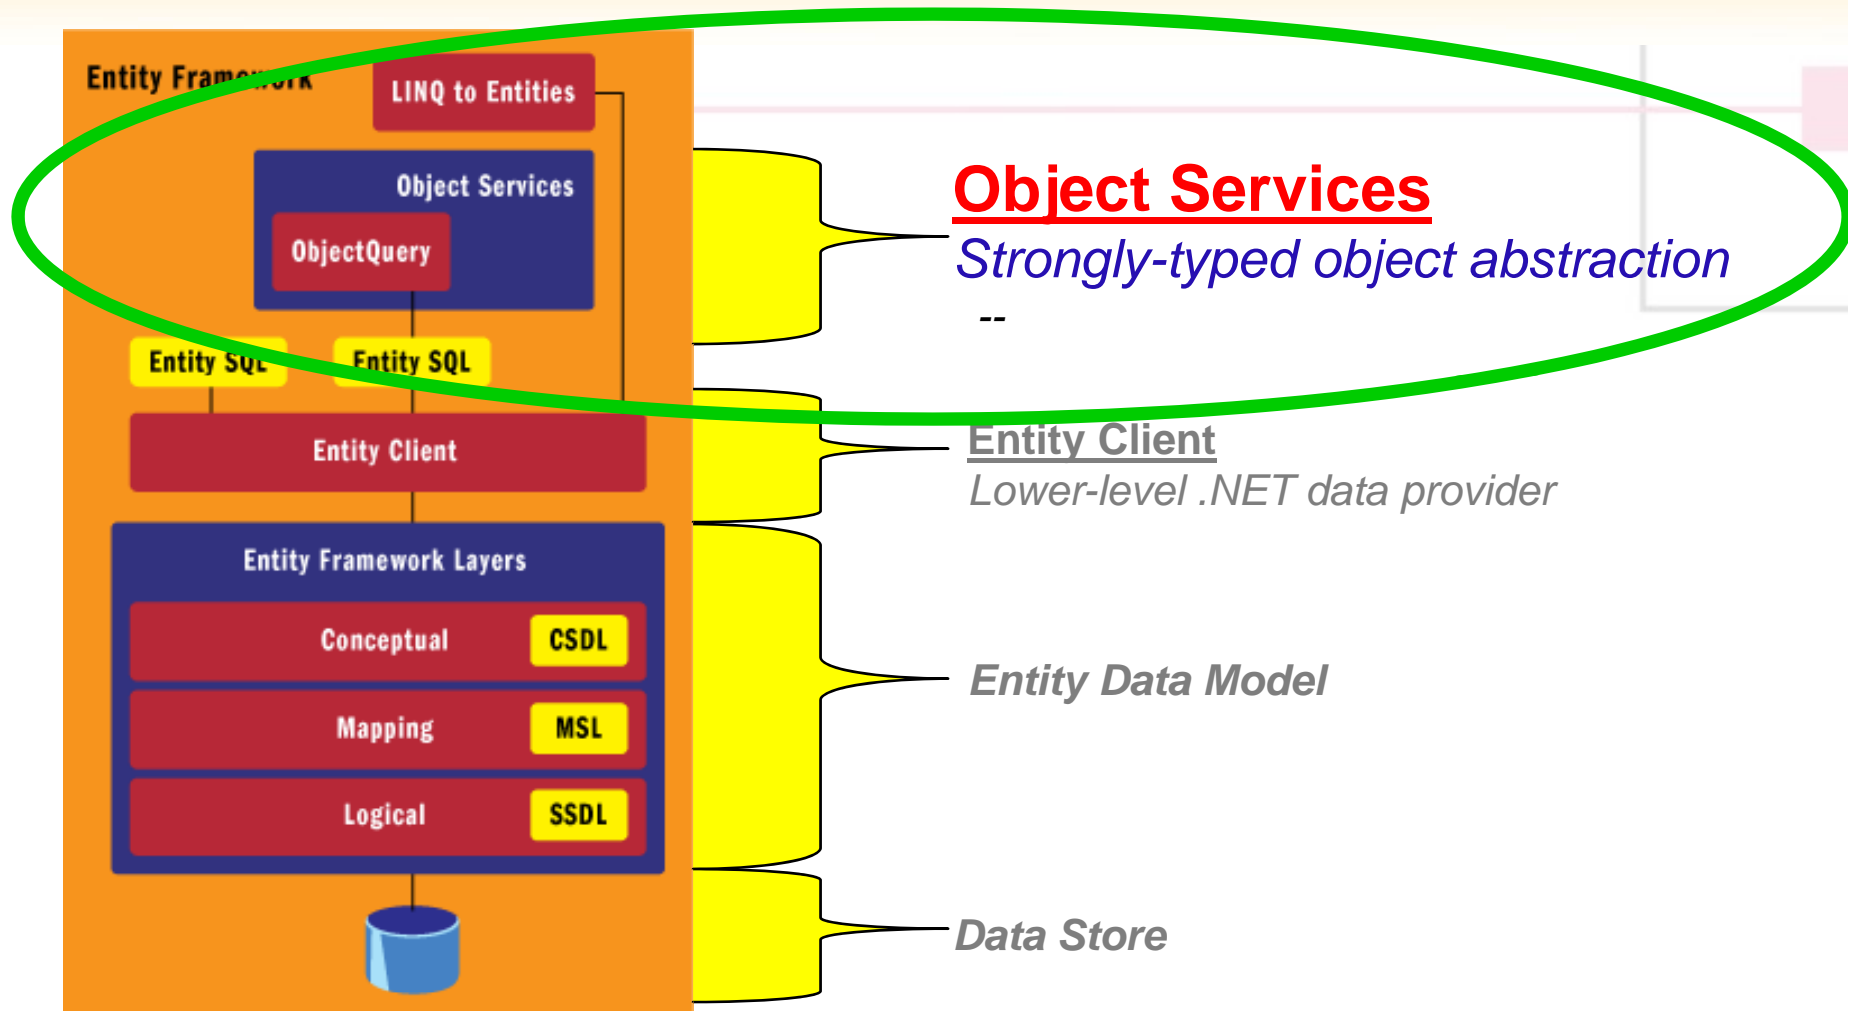 Entity Framework
LINQ to Entities
Object Services
ObjectQuery
Entity SQL
Entity SQL
Entity Client
Entity Framework Layers
Conceptual
CSDL
Mapping
MSL
Logical
SSDL
Object Services
Strongly-typed object abstraction
--
Entity Client
Lower-level .NET data provider
Entity Data Model
Data Store